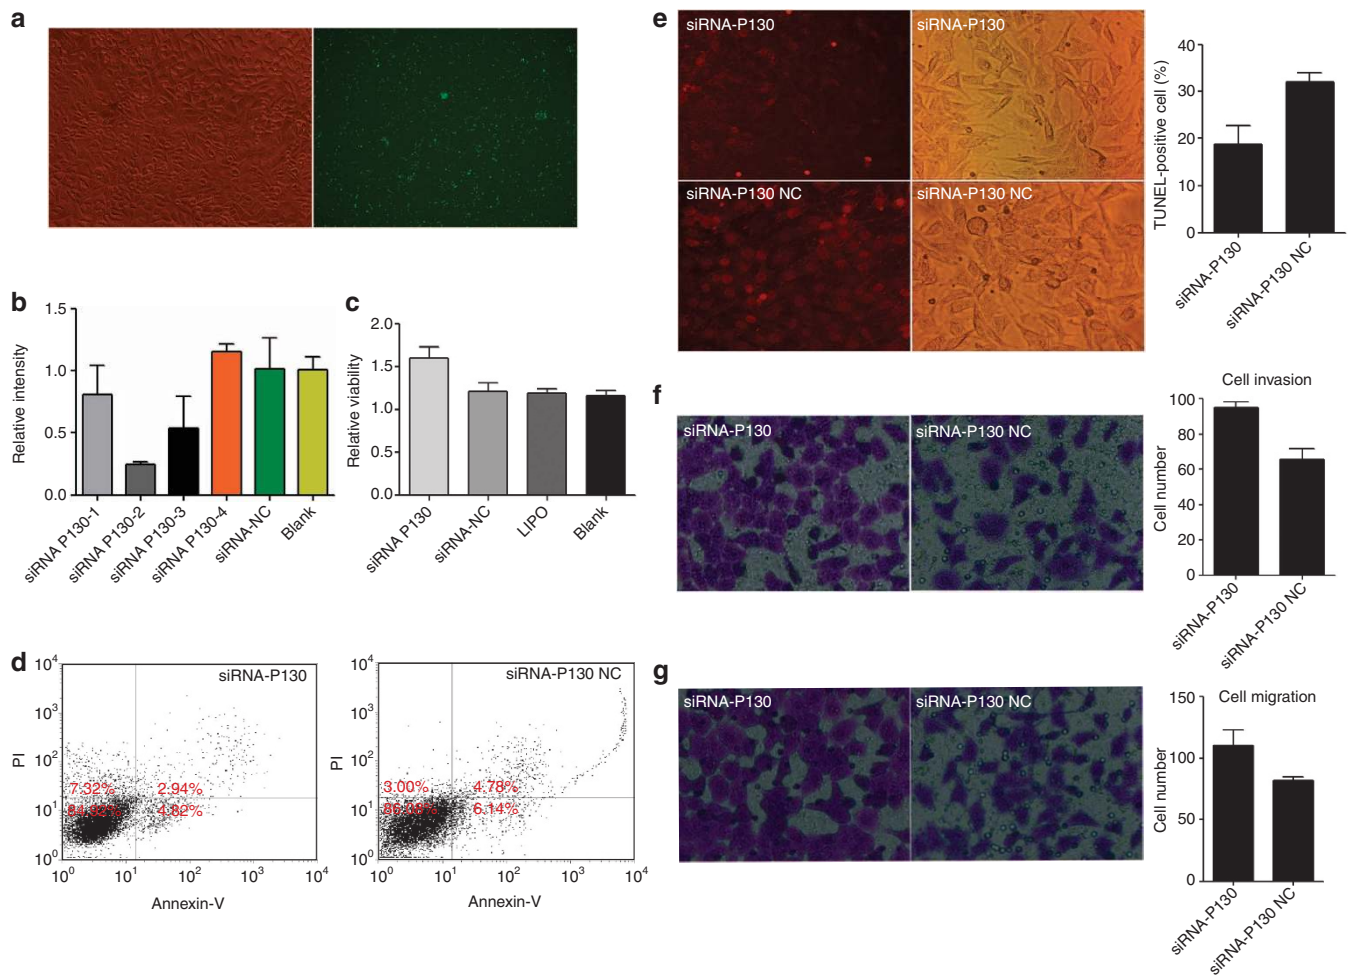 a
b
1.5
1.0
0.5
0.0
Relative intensity
siRNA P130-1
siRNA P130-2
siRNA P130-3
siRNA P130-4
siRNA-NC
Blank
c
2.0
1.5
1.0
0.5
0.0
Relative viability
siRNA P130
siRNA-NC
LIPO
Blank
d
siRNA-P130
10⁴
10³
10²
10¹
10⁰
PI
7.32%
2.94%
4.82%
10⁰
10¹
10²
10³
10⁴
Annexin-V
siRNA-P130 NC
10⁴
10³
10²
10¹
10⁰
PI
3.00%
4.78%
6.14%
10⁰
10¹
10²
10³
10⁴
Annexin-V
e
siRNA-P130
siRNA-P130
siRNA-P130 NC
siRNA-P130 NC
40
30
20
10
0
TUNEL-positive cell (%)
siRNA-P130
siRNA-P130 NC
f
siRNA-P130
siRNA-P130 NC
Cell invasion
100
80
60
40
20
0
Cell number
siRNA-P130
siRNA-P130 NC
g
siRNA-P130
siRNA-P130 NC
Cell migration
150
100
50
0
Cell number
siRNA-P130
siRNA-P130 NC